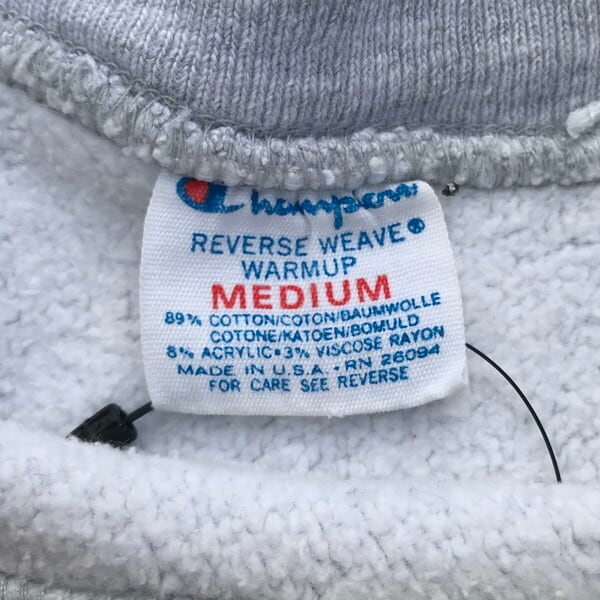 Champion
REVERSE WEAVE®
WARMUP
MEDIUM
89% COTTON/COTON/BAUMWOLLE
COTONE/KATOEN/BOMULD
8% ACRYLIC•3% VISCOSE RAYON
MADE IN U.S.A. • RN 26094
FOR CARE SEE REVERSE